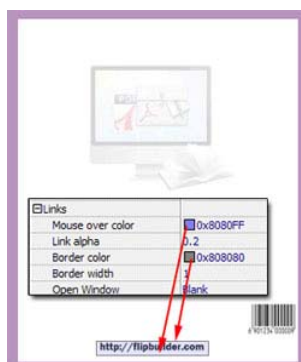 Links
Mouse over color 0x8080FF
Link alpha 0.2
Border color 0x808080
Border width 1
Open Window Blank
http://flipbuilder.com